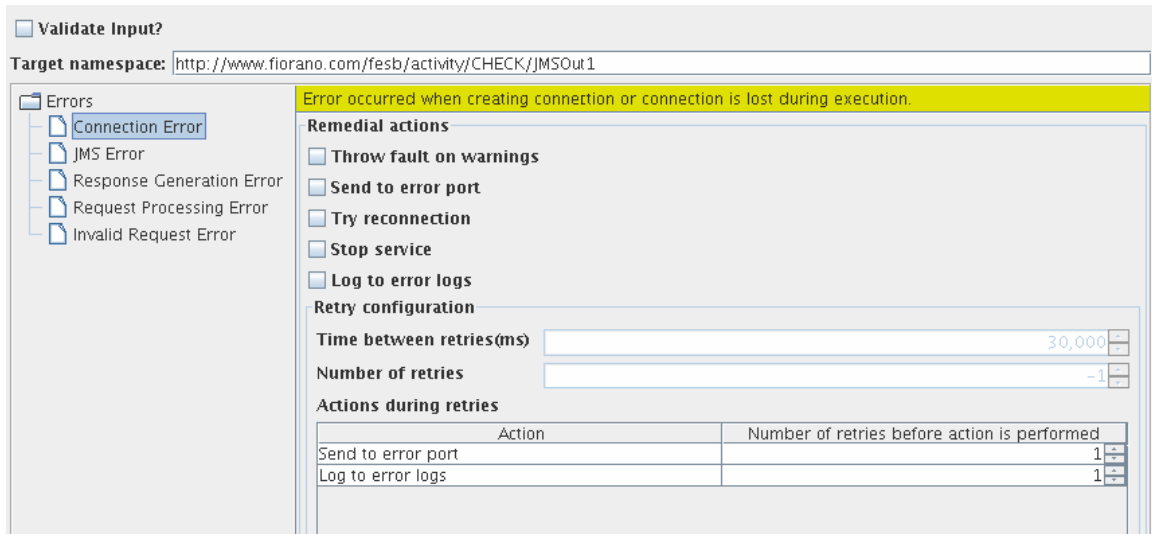 Validate Input?
Target namespace: http://www.fiorano.com/fesb/activity/CHECK/JMSOut1
Errors
Connection Error
JMS Error
Response Generation Error
Request Processing Error
Invalid Request Error
Error occurred when creating connection or connection is lost during execution.
Remedial actions
Throw fault on warnings
Send to error port
Try reconnection
Stop service
Log to error logs
Retry configuration
Time between retries(ms) 30,000
Number of retries -1
Actions during retries
Action Number of retries before action is performed
Send to error port 1
Log to error logs 1